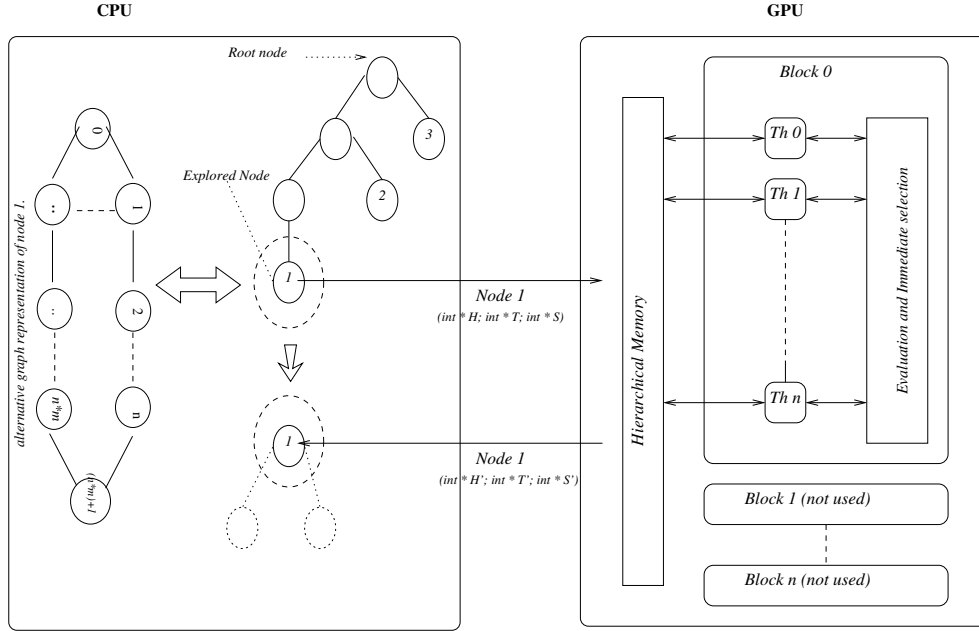 CPU
GPU
Root node
3
2
Explored Node
1
Node 1
(int * H; int * T; int * S)
1
Node 1
(int * H'; int * T'; int * S')
alternative graph representation of node 1.
0
:
1
:
2
m*n
n
1+(m*n)
Hierarchical Memory
Block 0
Th 0
Th 1
Th n
Evaluation and Immediate selection
Block 1 (not used)
Block n (not used)